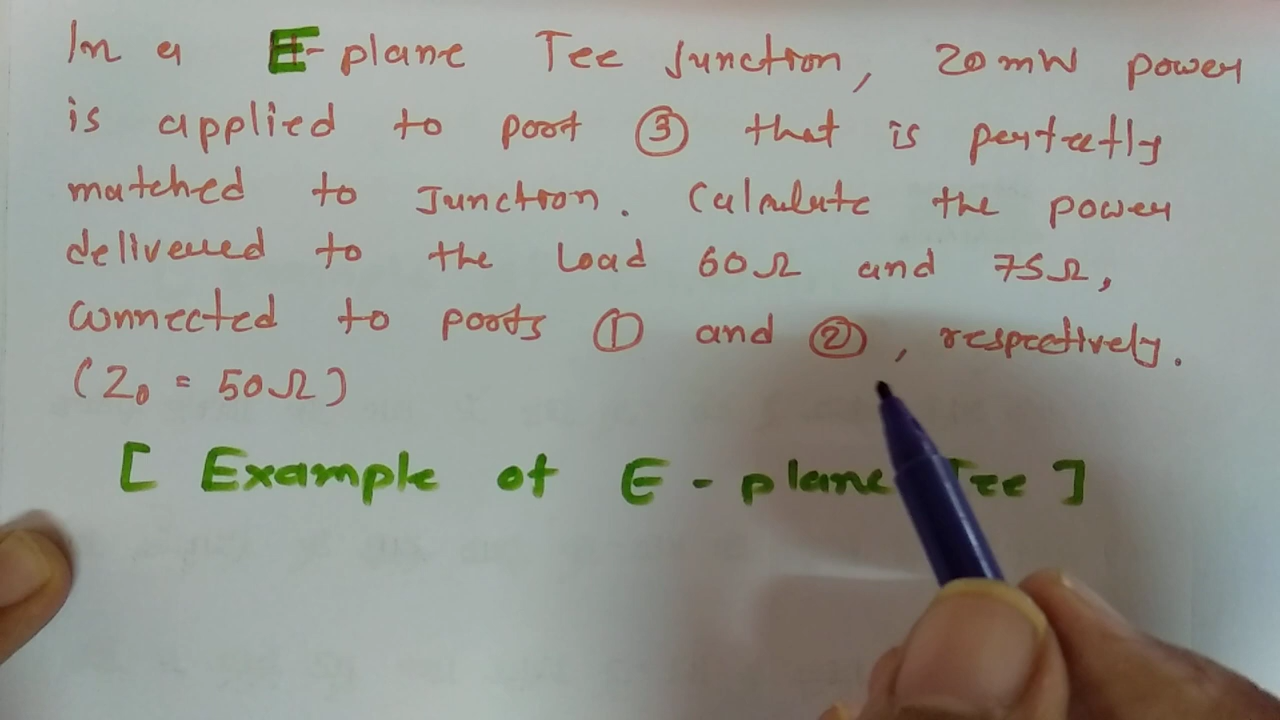 In a E-plane Tee Junction, 20mW power
is applied to port ③ that is perfectly
matched to Junction. Calculate the power
delivered to the Load 60Ω and 75Ω,
connected to ports ① and ②, respectively.
(Z₀ = 50Ω)
[ Example of E - plane Tee ]